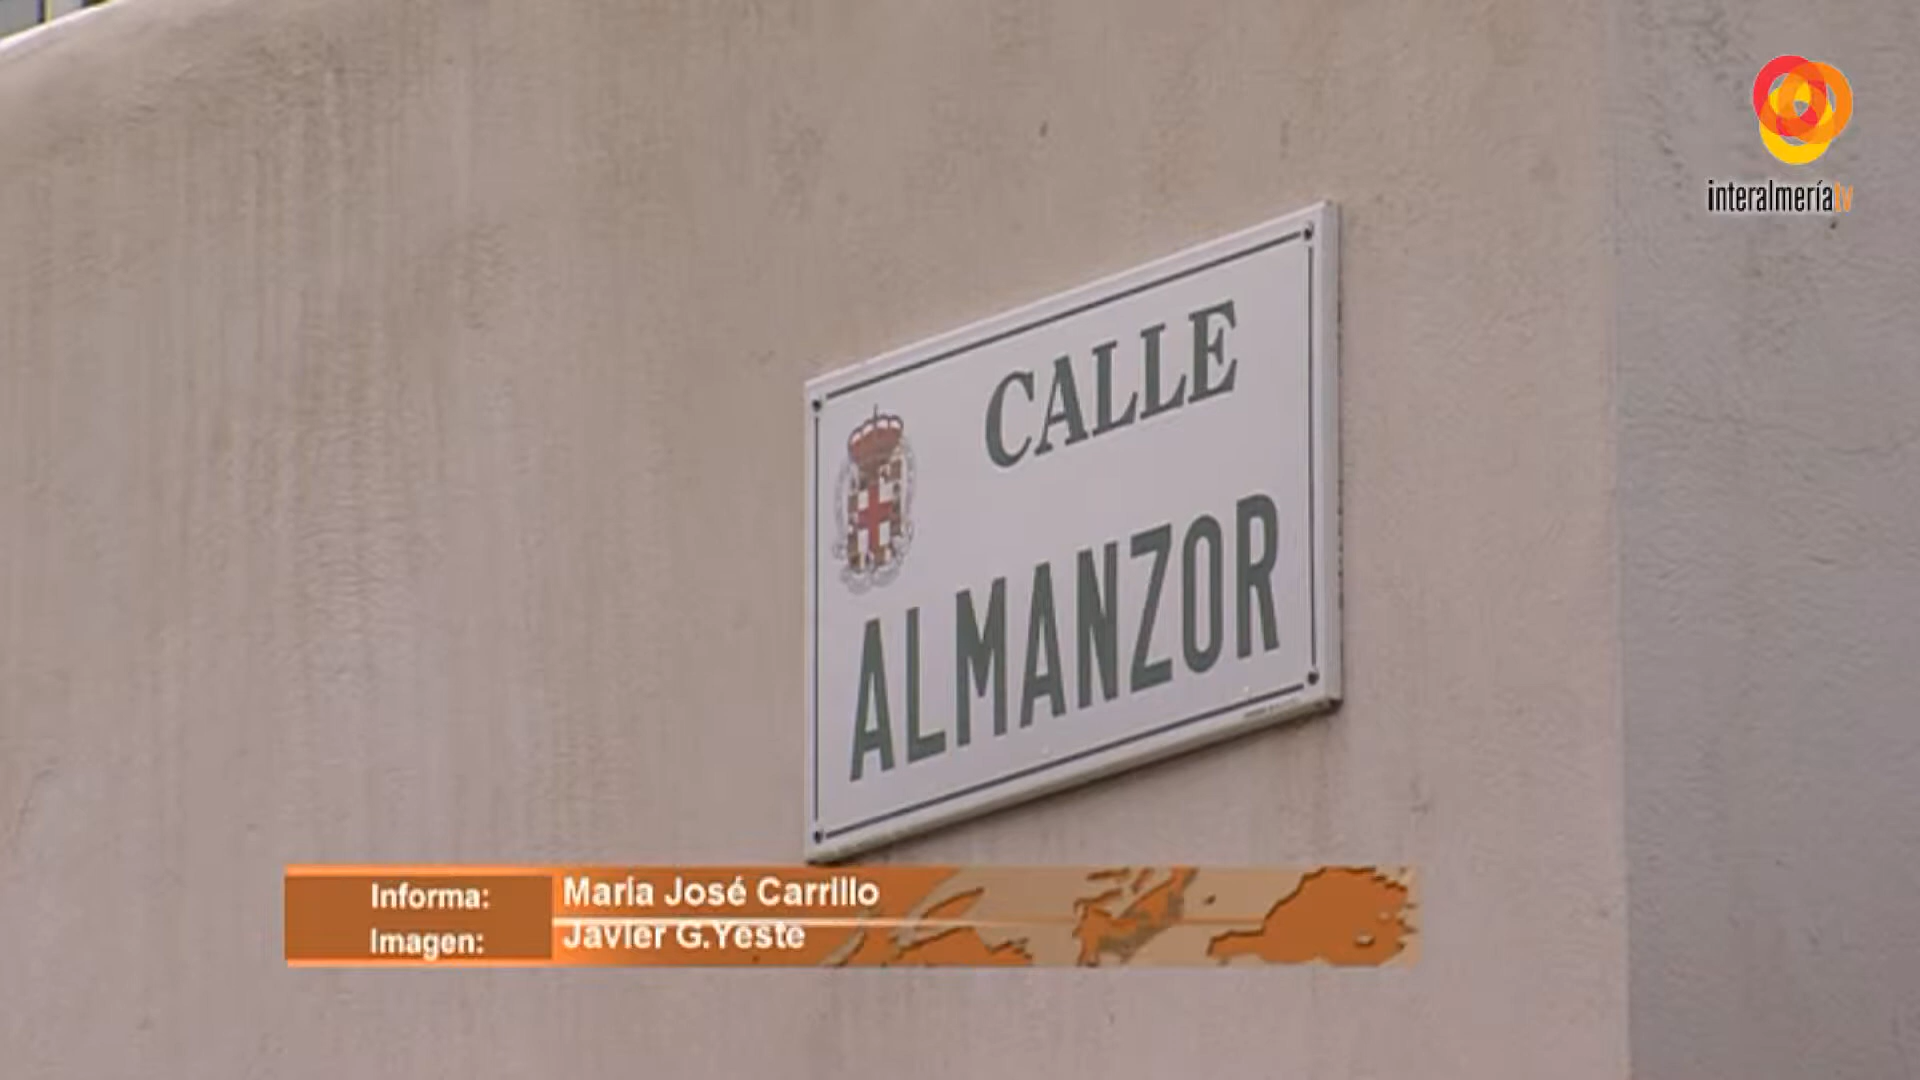 interalmeríatv
CALLE
ALMANZOR
Informa: María José Carrillo
Imagen: Javier G.Yeste